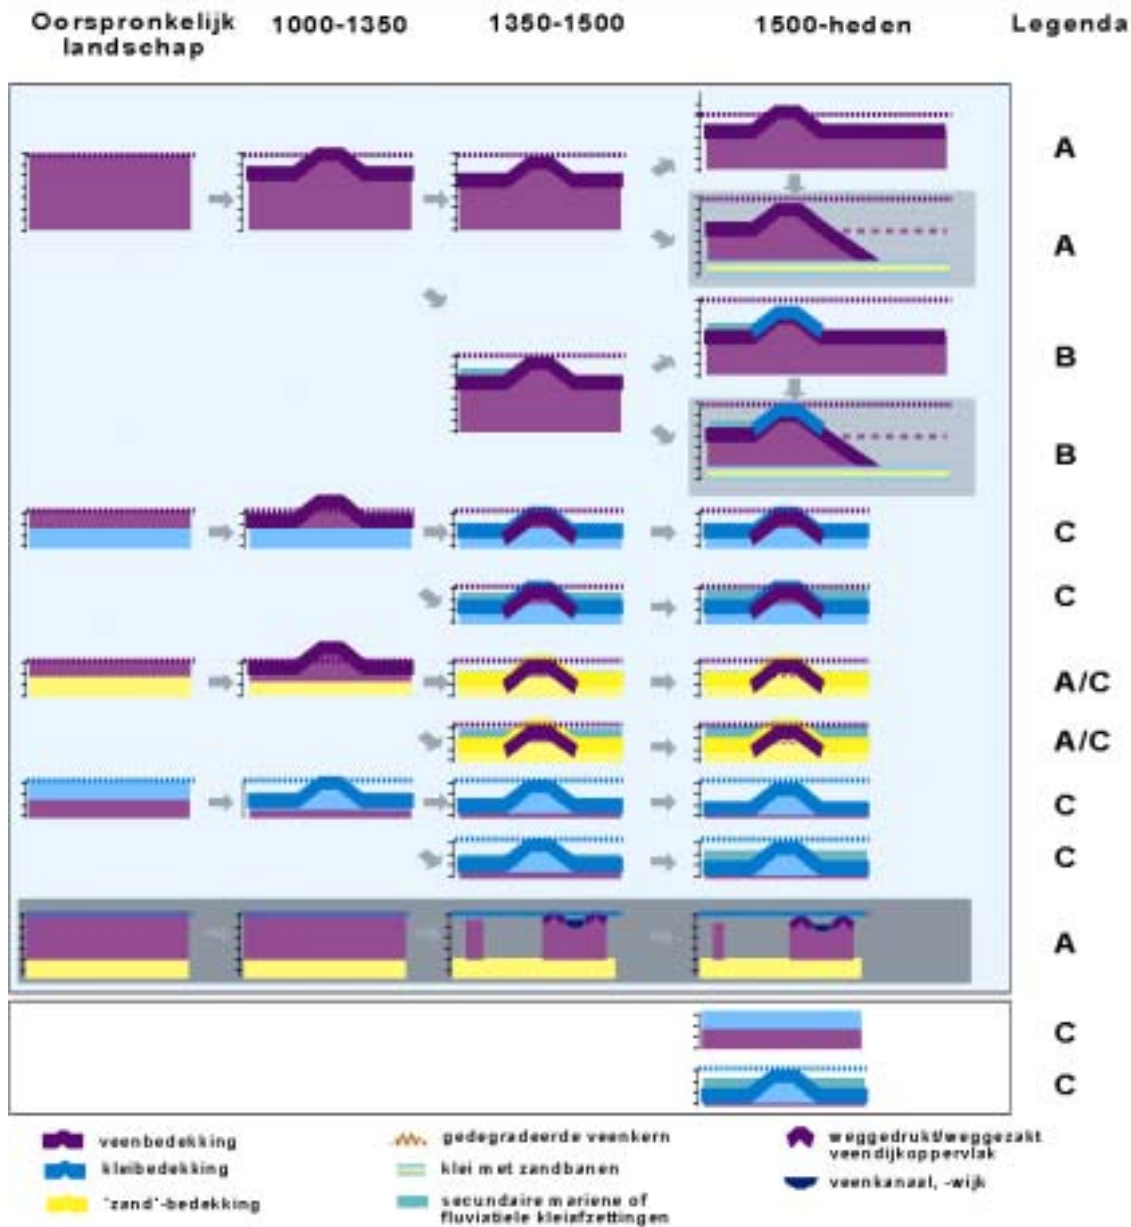 Oorspronkelijk
landschap
1000-1350
1350-1500
1500-heden
Legenda
A
A
B
B
C
C
A/C
A/C
C
C
A
C
C
veenbedekking
kleibedekking
"zand"-bedekking
gedegradeerde veenkern
klei met zandbanen
secundaire mariene of
fluviatiele kleiafzettingen
weggedrukt/weggezakt
veendijkoppervlak
veenkanaal, -wijk